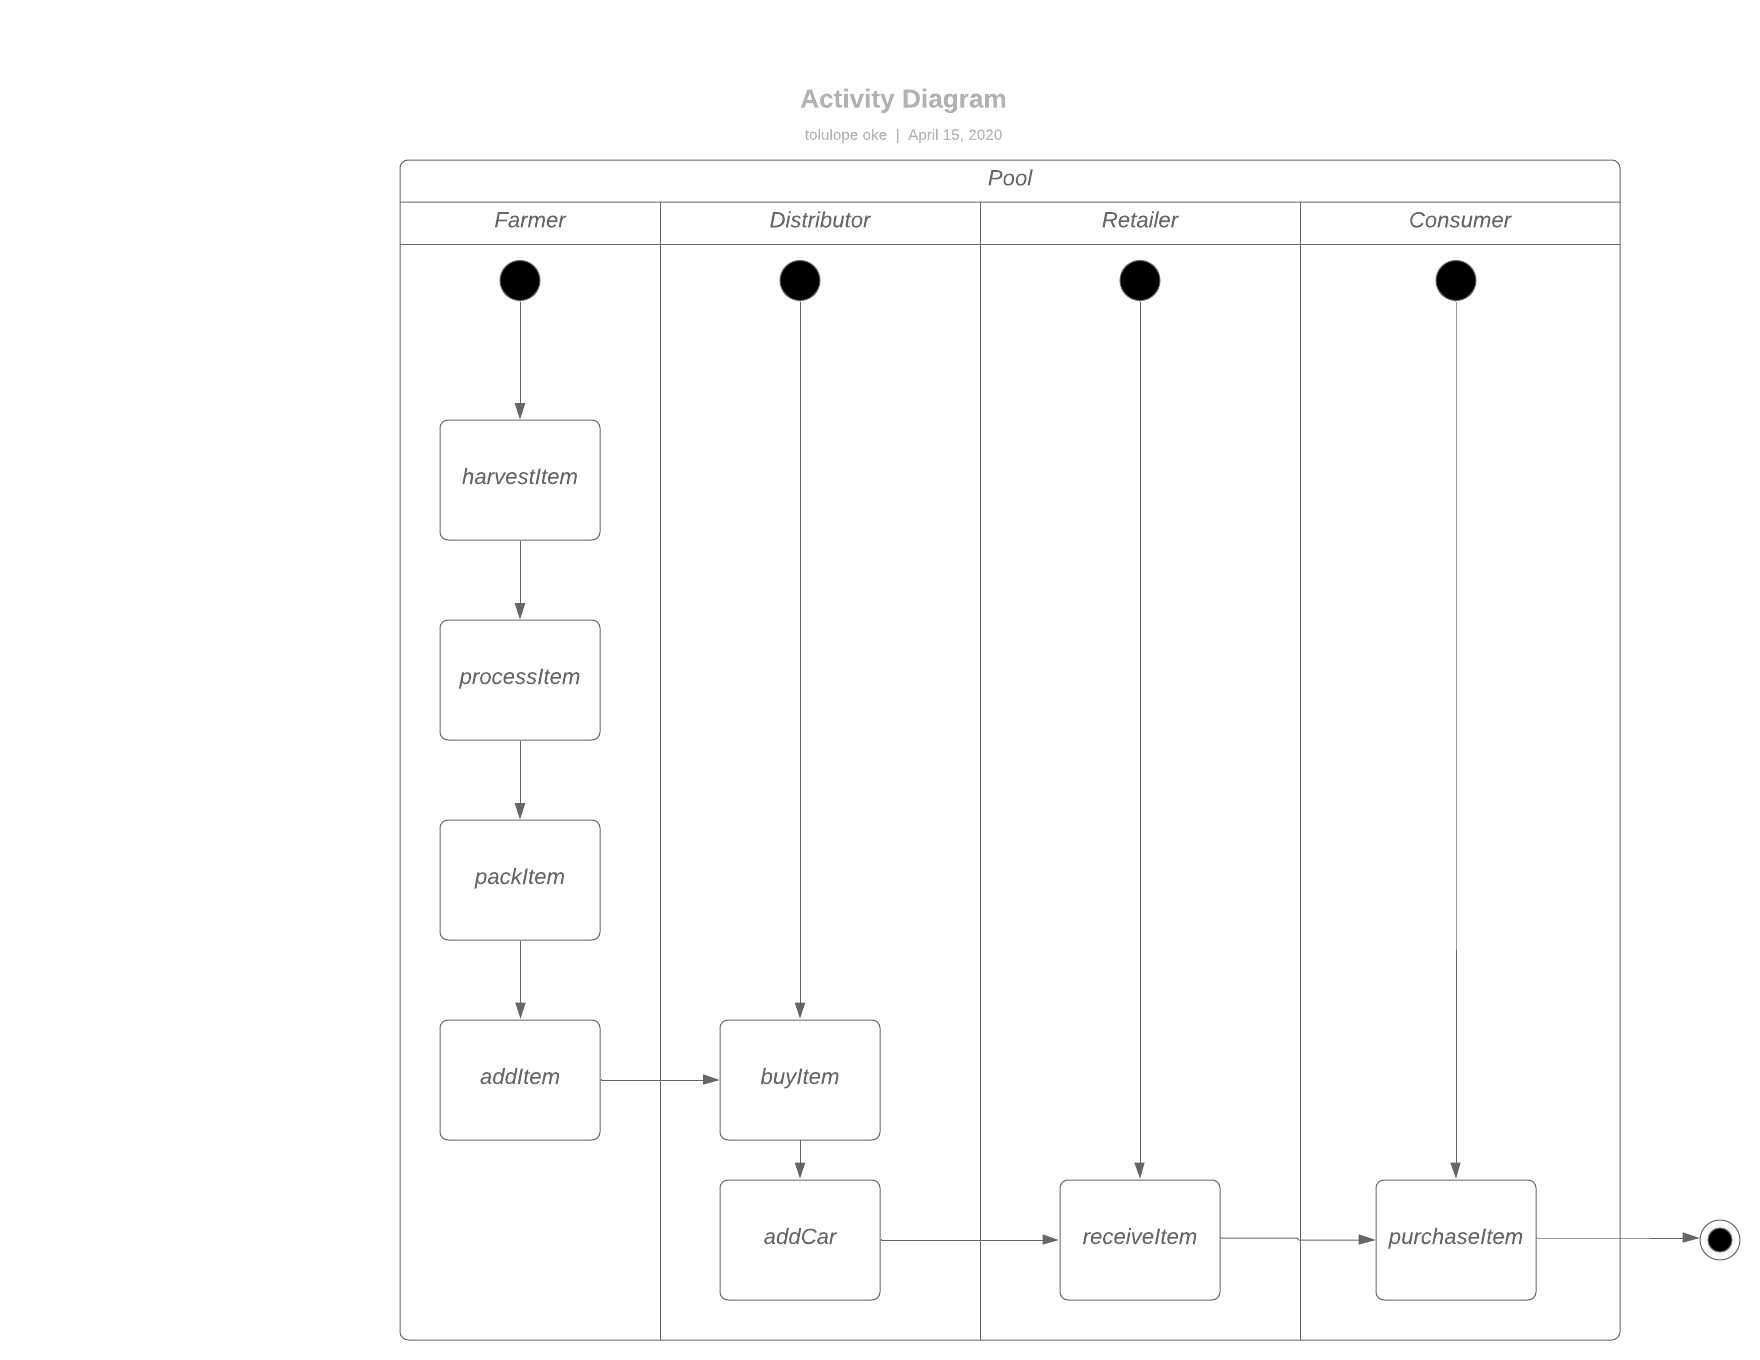 Activity Diagram
tolulope oke | April 15, 2020
Pool
Farmer
Distributor
Retailer
Consumer
harvestItem
processItem
packItem
addItem
buyItem
addCar
receiveItem
purchaseItem